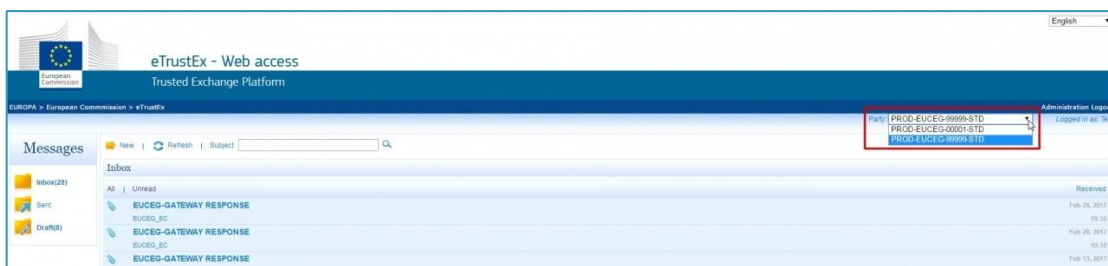 English
European
Commission
eTrustEx - Web access
Trusted Exchange Platform
EUROPA > European Commmission > eTrustEx
Administration Logou
Party: PROD-EUCEG-99999-STD
Logged in as: Te
PROD-EUCEG-00001-STD
PROD-EUCEG-99999-STD
Messages
New | Refresh | Subject
Inbox
Inbox(28)
Sent
Draft(8)
All | Unread
Received
EUCEG-GATEWAY RESPONSE
Feb 28, 2017
EUCEG_EC
10:35
EUCEG-GATEWAY RESPONSE
Feb 28, 2017
EUCEG_EC
10:32
EUCEG-GATEWAY RESPONSE
Feb 13, 2017